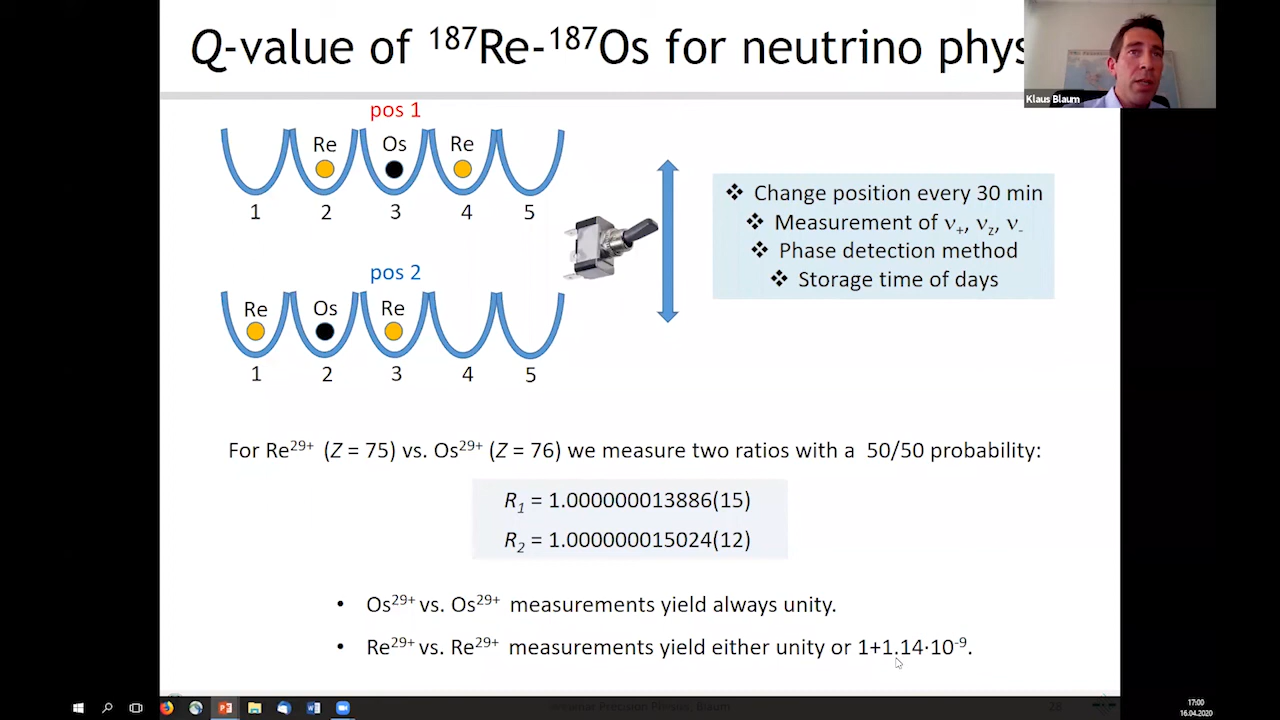 Q-value of ¹⁸⁷Re-¹⁸⁷Os for neutrino phys
Klaus Blaum
pos 1
Re Os Re
1 2 3 4 5
pos 2
Re Os Re
1 2 3 4 5
❖ Change position every 30 min
❖ Measurement of ν₊, ν_z, ν₋
❖ Phase detection method
❖ Storage time of days
For Re²⁹⁺ (Z = 75) vs. Os²⁹⁺ (Z = 76) we measure two ratios with a 50/50 probability:
R₁ = 1.000000013886(15)
R₂ = 1.000000015024(12)
• Os²⁹⁺ vs. Os²⁹⁺ measurements yield always unity.
• Re²⁹⁺ vs. Re²⁹⁺ measurements yield either unity or 1+1.14·10⁻⁹.
17:00
16.04.2020